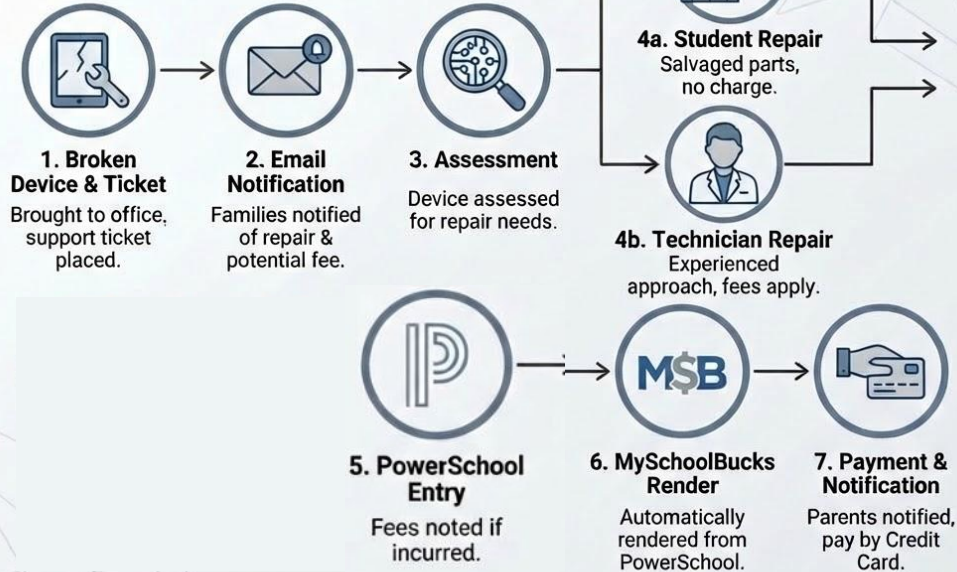 1. Broken
Device & Ticket
Brought to office,
support ticket
placed.
2. Email
Notification
Families notified
of repair &
potential fee.
3. Assessment
Device assessed
for repair needs.
4a. Student Repair
Salvaged parts,
no charge.
4b. Technician Repair
Experienced
approach, fees apply.
5. PowerSchool
Entry
Fees noted if
incurred.
M$B
6. MySchoolBucks
Render
Automatically
rendered from
PowerSchool.
7. Payment &
Notification
Parents notified,
pay by Credit
Card.